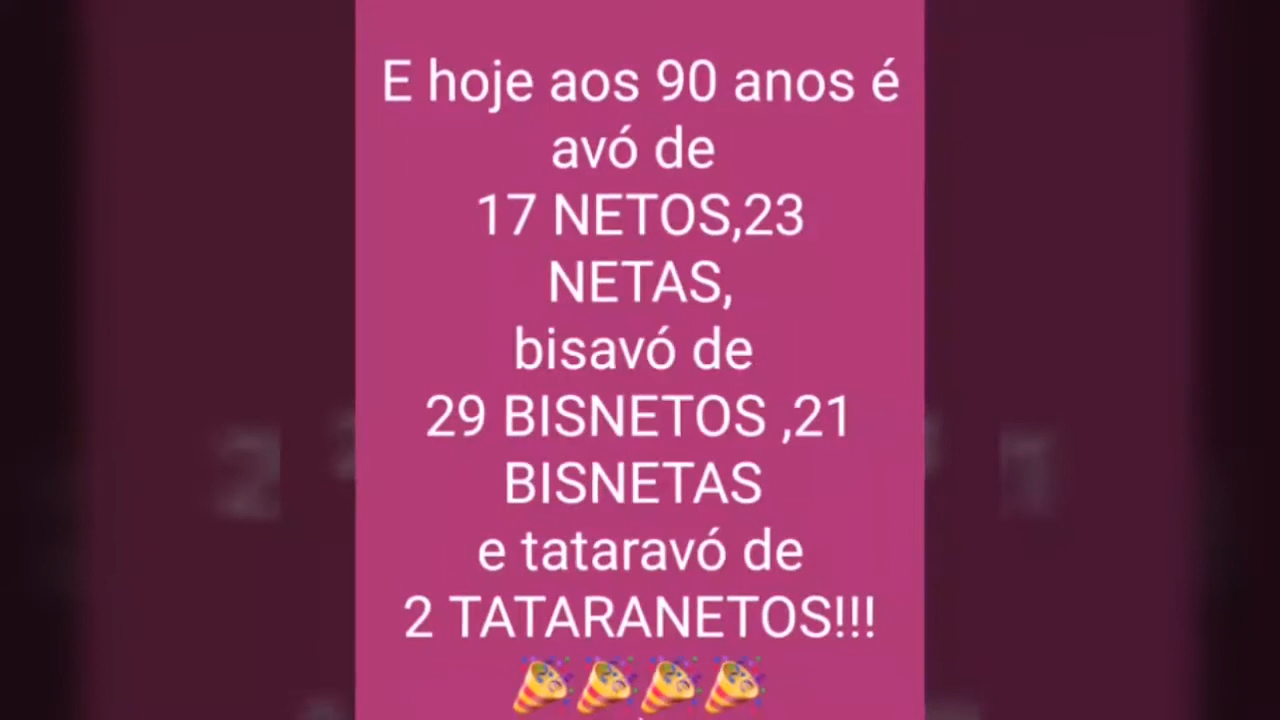 E hoje aos 90 anos é
avó de
17 NETOS,23
NETAS,
bisavó de
29 BISNETOS ,21
BISNETAS
e tataravó de
2 TATARANETOS!!!
🎉🎉🎉🎉